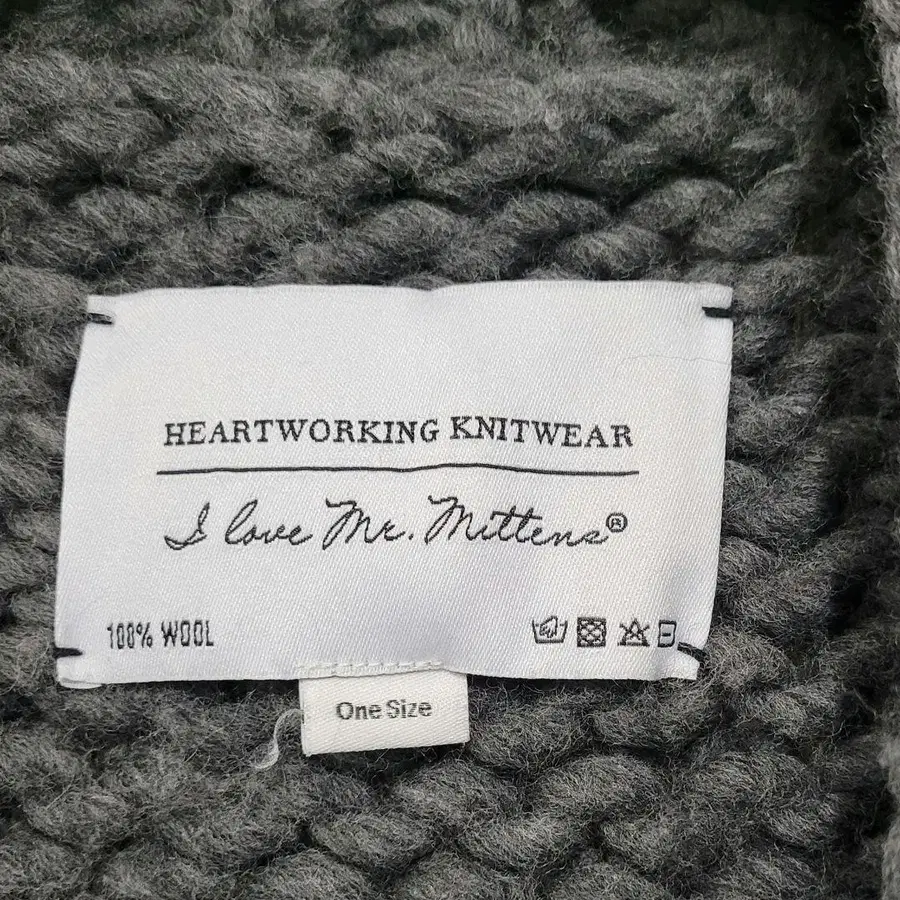 HEARTWORKING KNITWEAR
I love Mr. Mittens®
100% WOOL
One Size